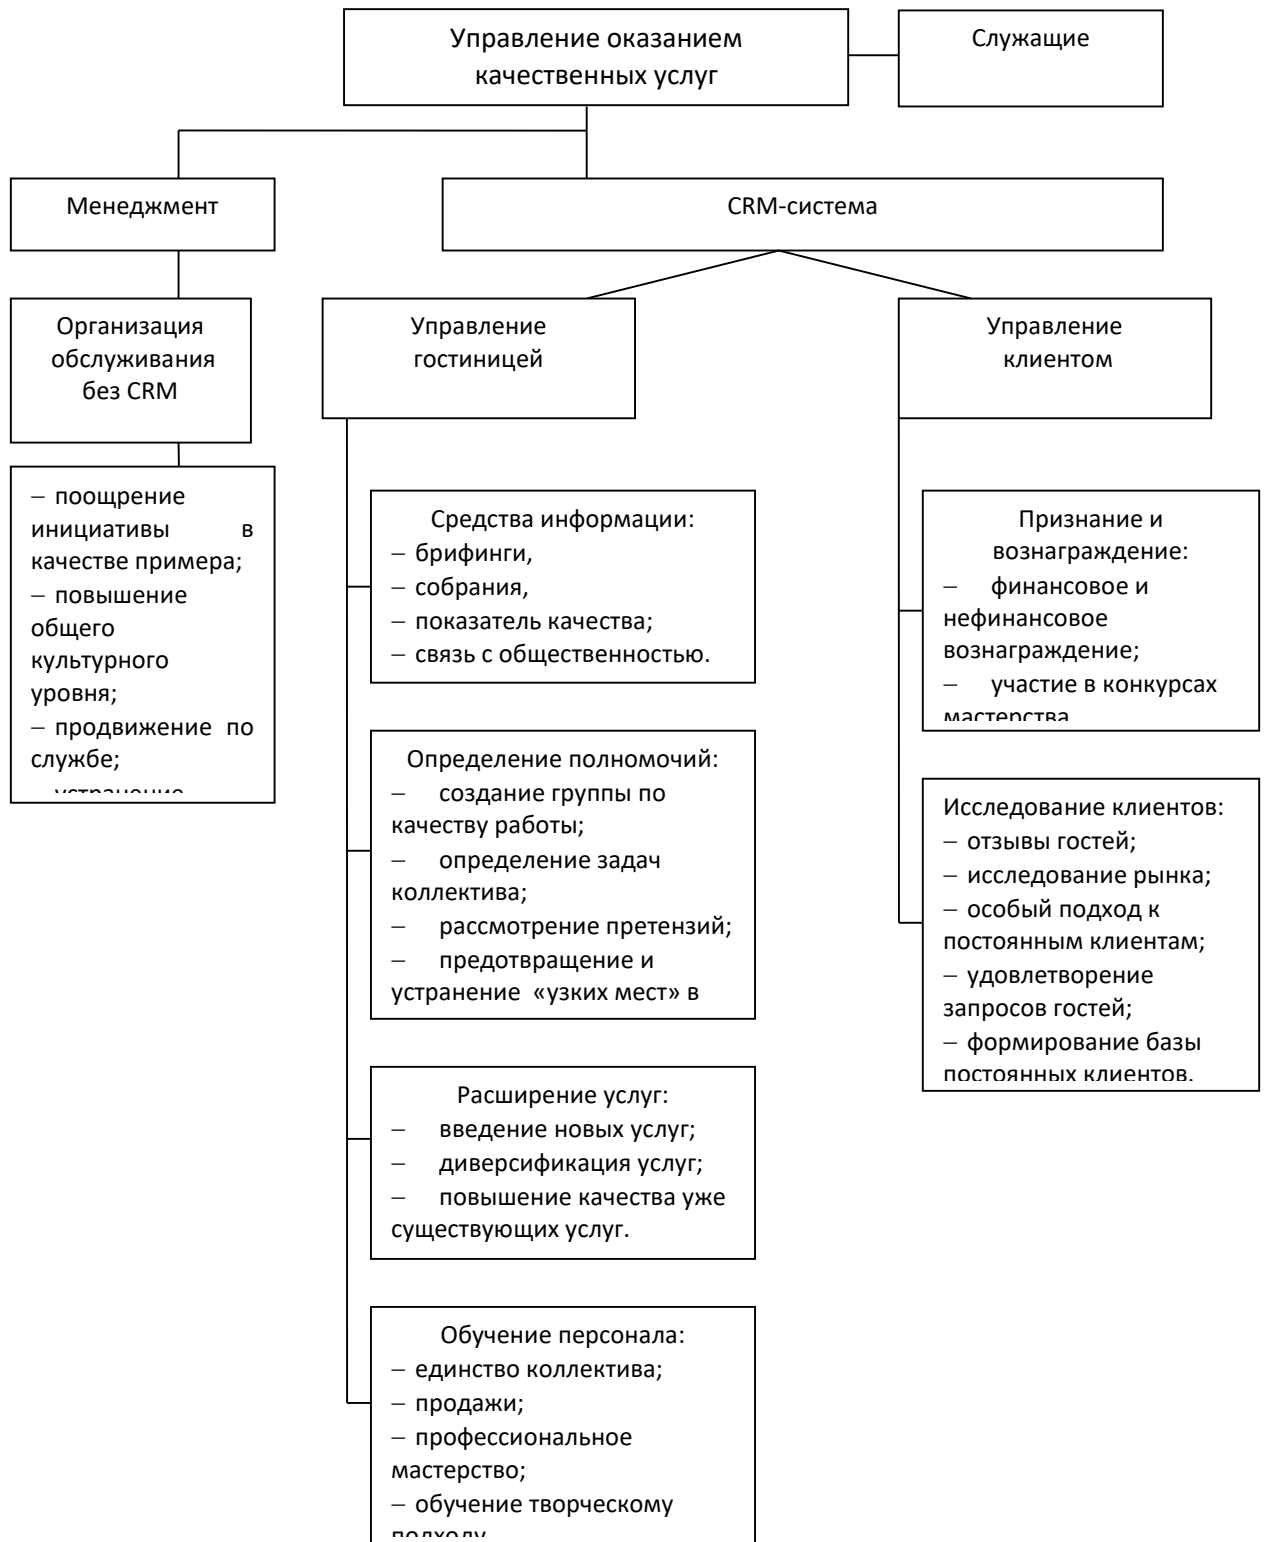 Управление оказанием
качественных услуг
Служащие
Менеджмент
CRM-система
Организация
обслуживания
без CRM
Управление
гостиницей
Управление
клиентом
– поощрение
инициативы в
качестве примера;
– повышение
общего
культурного
уровня;
– продвижение по
службе;
– устранение
Средства информации:
– брифинги,
– собрания,
– показатель качества;
– связь с общественностью.
Определение полномочий:
– создание группы по
качеству работы;
– определение задач
коллектива;
– рассмотрение претензий;
– предотвращение и
устранение «узких мест» в
Расширение услуг:
– введение новых услуг;
– диверсификация услуг;
– повышение качества уже
существующих услуг.
Обучение персонала:
– единство коллектива;
– продажи;
– профессиональное
мастерство;
– обучение творческому
подходу
Признание и
вознаграждение:
– финансовое и
нефинансовое
вознаграждение;
– участие в конкурсах
мастерства
Исследование клиентов:
– отзывы гостей;
– исследование рынка;
– особый подход к
постоянным клиентам;
– удовлетворение
запросов гостей;
– формирование базы
постоянных клиентов.